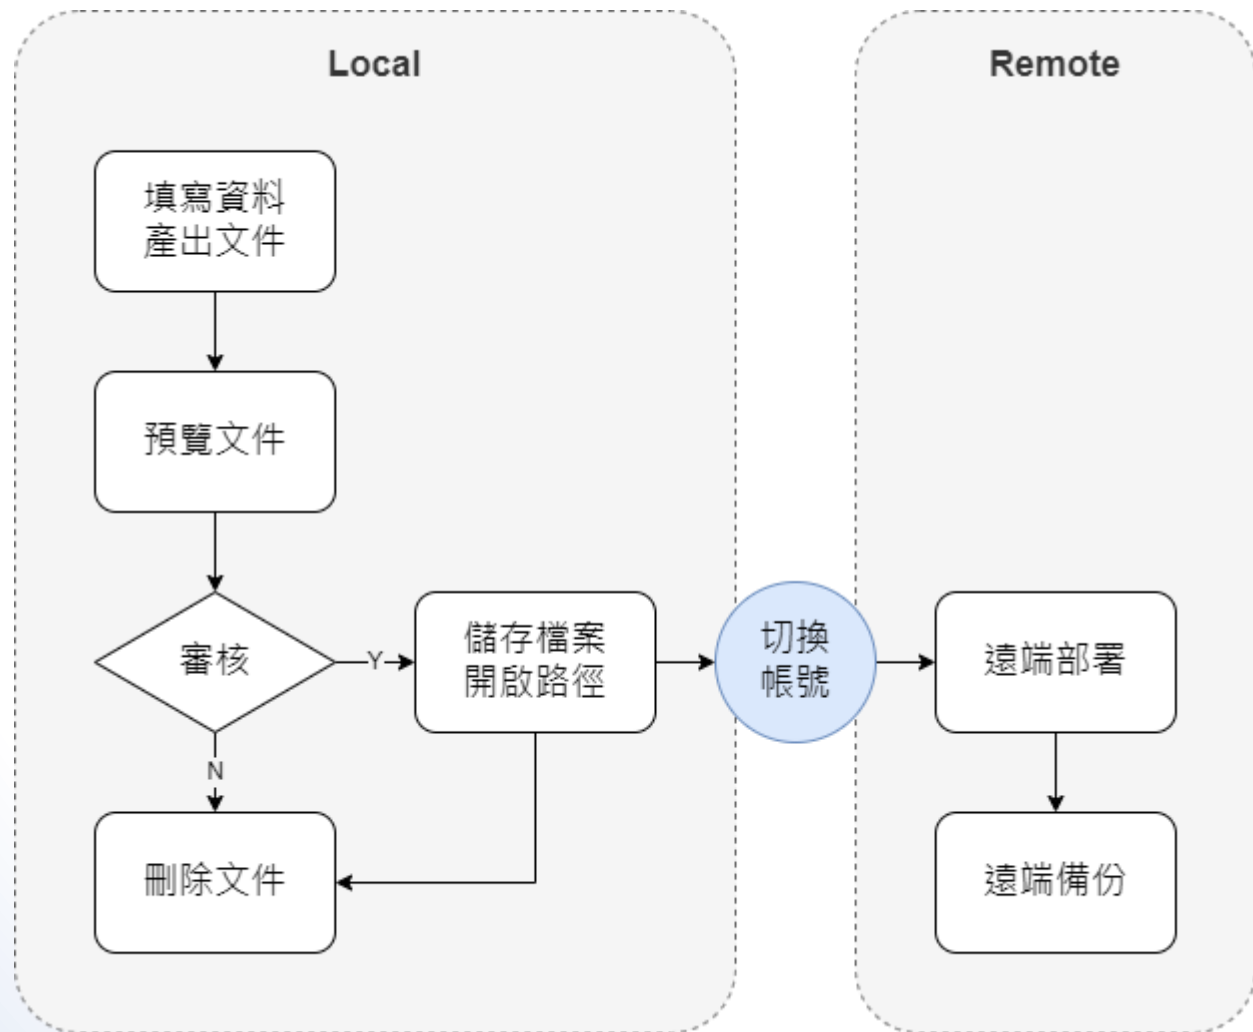 Local
Remote
填寫資料
產出文件
預覽文件
審核
Y
儲存檔案
開啟路徑
切換
帳號
遠端部署
N
刪除文件
遠端備份